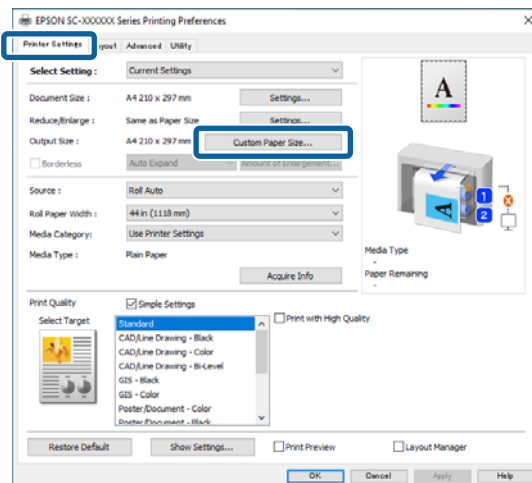 EPSON SC-XXXXXX Series Printing Preferences
Printer Settings yout Advanced Utility
Select Setting : Current Settings
Document Size : A4 210 x 297 mm Settings...
Reduce/Enlarge : Same as Paper Size Settings...
Output Size : A4 210 x 297 mm Custom Paper Size...
Borderless Auto Expand Amount of Enlargement...
Source : Roll Auto
Roll Paper Width : 44 in (1118 mm)
Media Category: Use Printer Settings
Media Type : Plain Paper
Acquire Info
A
A
1
2
Media Type
-
Paper Remaining
-
Print Quality Simple Settings
Select Target
Standard
CAD/Line Drawing - Black
CAD/Line Drawing - Color
CAD/Line Drawing - Bi-Level
GIS - Black
GIS - Color
Poster/Document - Color
Poster/Document - Black
Print with High Quality
Restore Default Show Settings... Print Preview Layout Manager
OK Cancel Apply Help